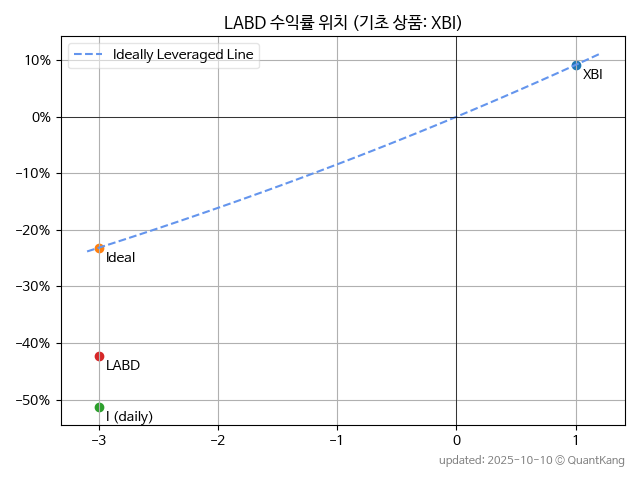 LABD 수익률 위치 (기초 상품: XBI)
Ideally Leveraged Line
10%
0%
−10%
−20%
−30%
−40%
−50%
XBI
Ideal
LABD
I (daily)
−3
−2
−1
0
1
updated: 2025-10-10 © QuantKang